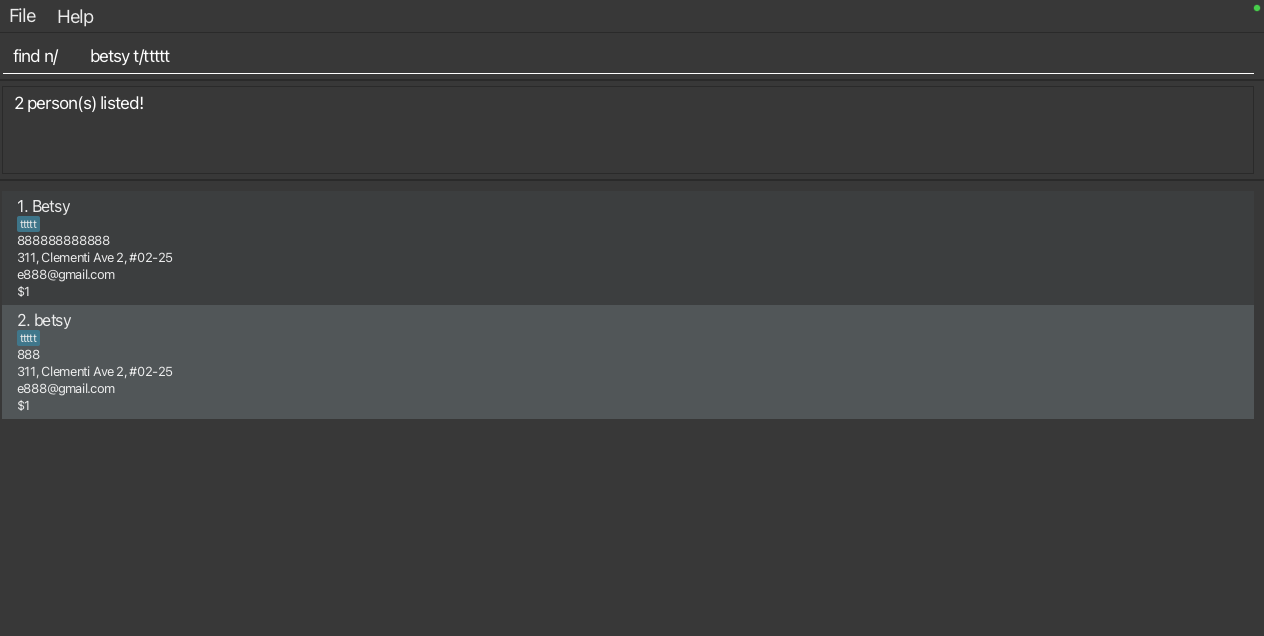 File Help
find n/ betsy t/ttttt
2 person(s) listed!
1. Betsy
ttttt
888888888888
311, Clementi Ave 2, #02-25
e888@gmail.com
$1
2. betsy
ttttt
888
311, Clementi Ave 2, #02-25
e888@gmail.com
$1